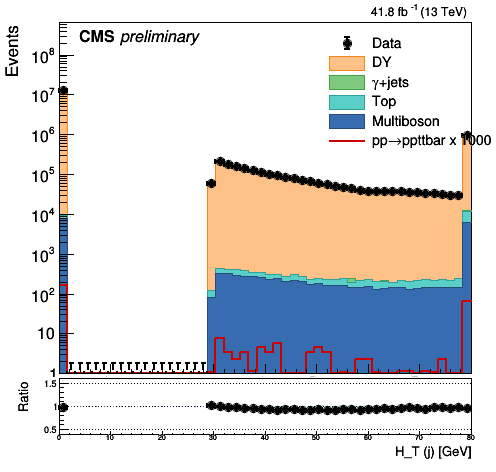 41.8 fb⁻¹ (13 TeV)
CMS preliminary
Events
Data
DY
γ+jets
Top
Multiboson
pp→ppttbar x 1000
10⁸
10⁷
10⁶
10⁵
10⁴
10³
10²
10
1
Ratio
1.5
1
0.5
0 10 20 30 40 50 60 70 80
H_T (j) [GeV]